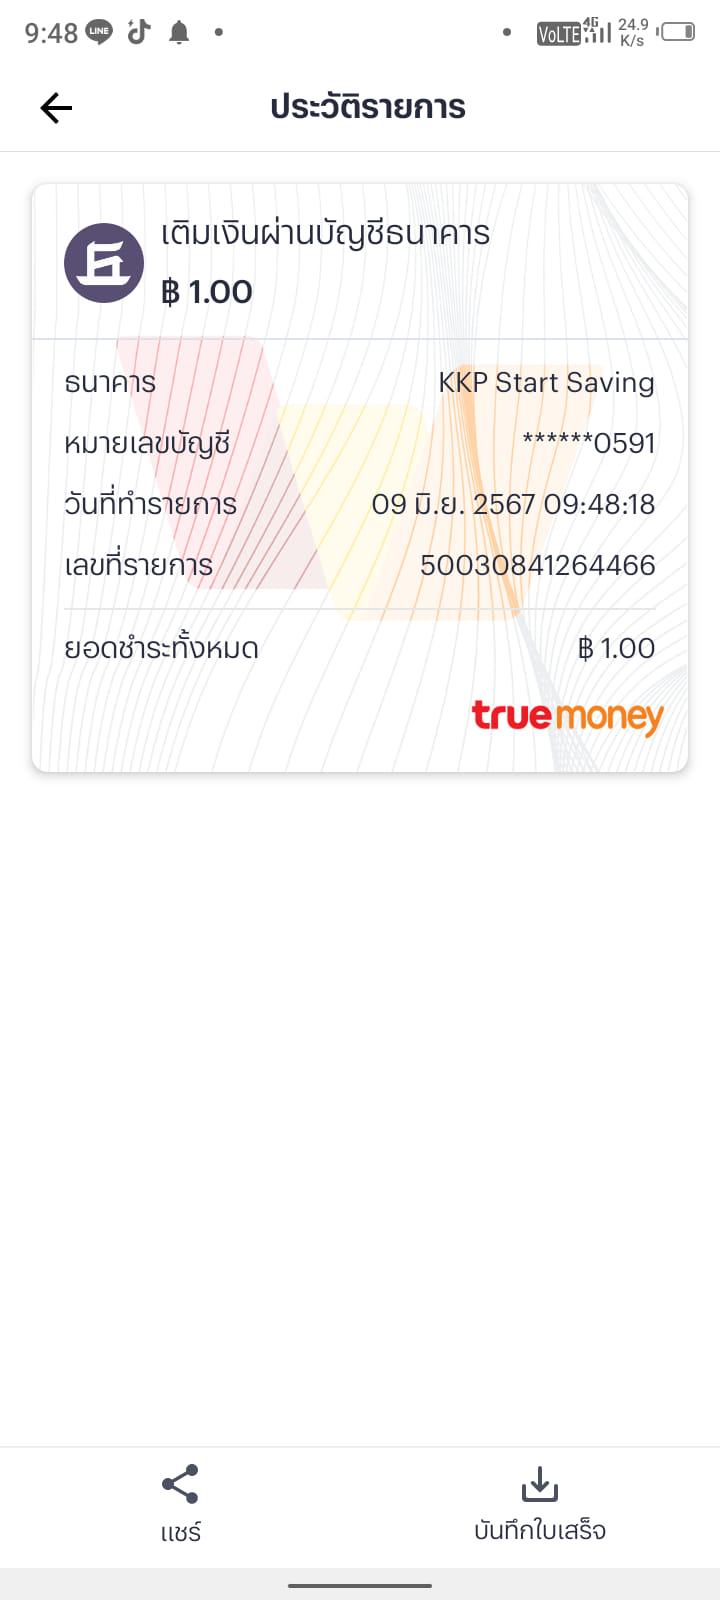 9:48 LINE VoLTE 4G 24.9 K/s
ประวัติรายการ
เติมเงินผ่านบัญชีธนาคาร
฿ 1.00
ธนาคาร KKP Start Saving
หมายเลขบัญชี ******0591
วันที่ทำรายการ 09 มิ.ย. 2567 09:48:18
เลขที่รายการ 50030841264466
ยอดชำระทั้งหมด ฿ 1.00
truemoney
แชร์ บันทึกใบเสร็จ